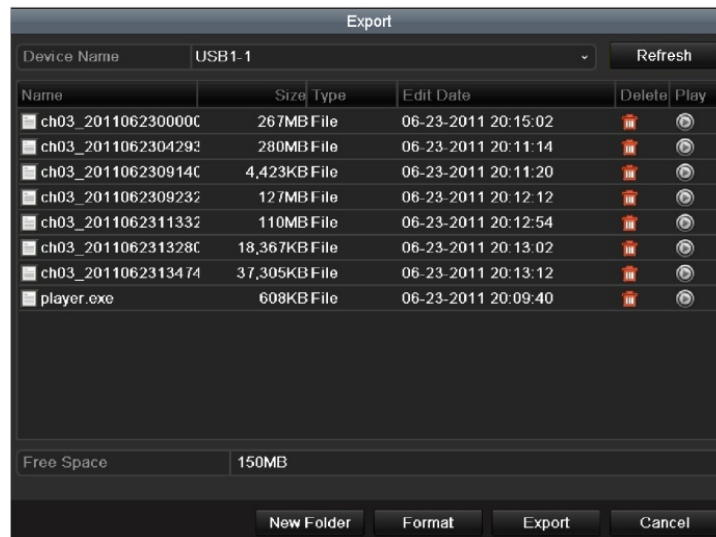 Export
Device Name USB1-1 Refresh
Name Size Type Edit Date Delete Play
ch03_2011062300000 267MB File 06-23-2011 20:15:02
ch03_2011062304293 280MB File 06-23-2011 20:11:14
ch03_2011062309140 4,423KB File 06-23-2011 20:11:20
ch03_2011062309232 127MB File 06-23-2011 20:12:12
ch03_2011062311332 110MB File 06-23-2011 20:12:54
ch03_2011062313280 18,367KB File 06-23-2011 20:13:02
ch03_2011062313474 37,305KB File 06-23-2011 20:13:12
player.exe 608KB File 06-23-2011 20:09:40
Free Space 150MB
New Folder Format Export Cancel